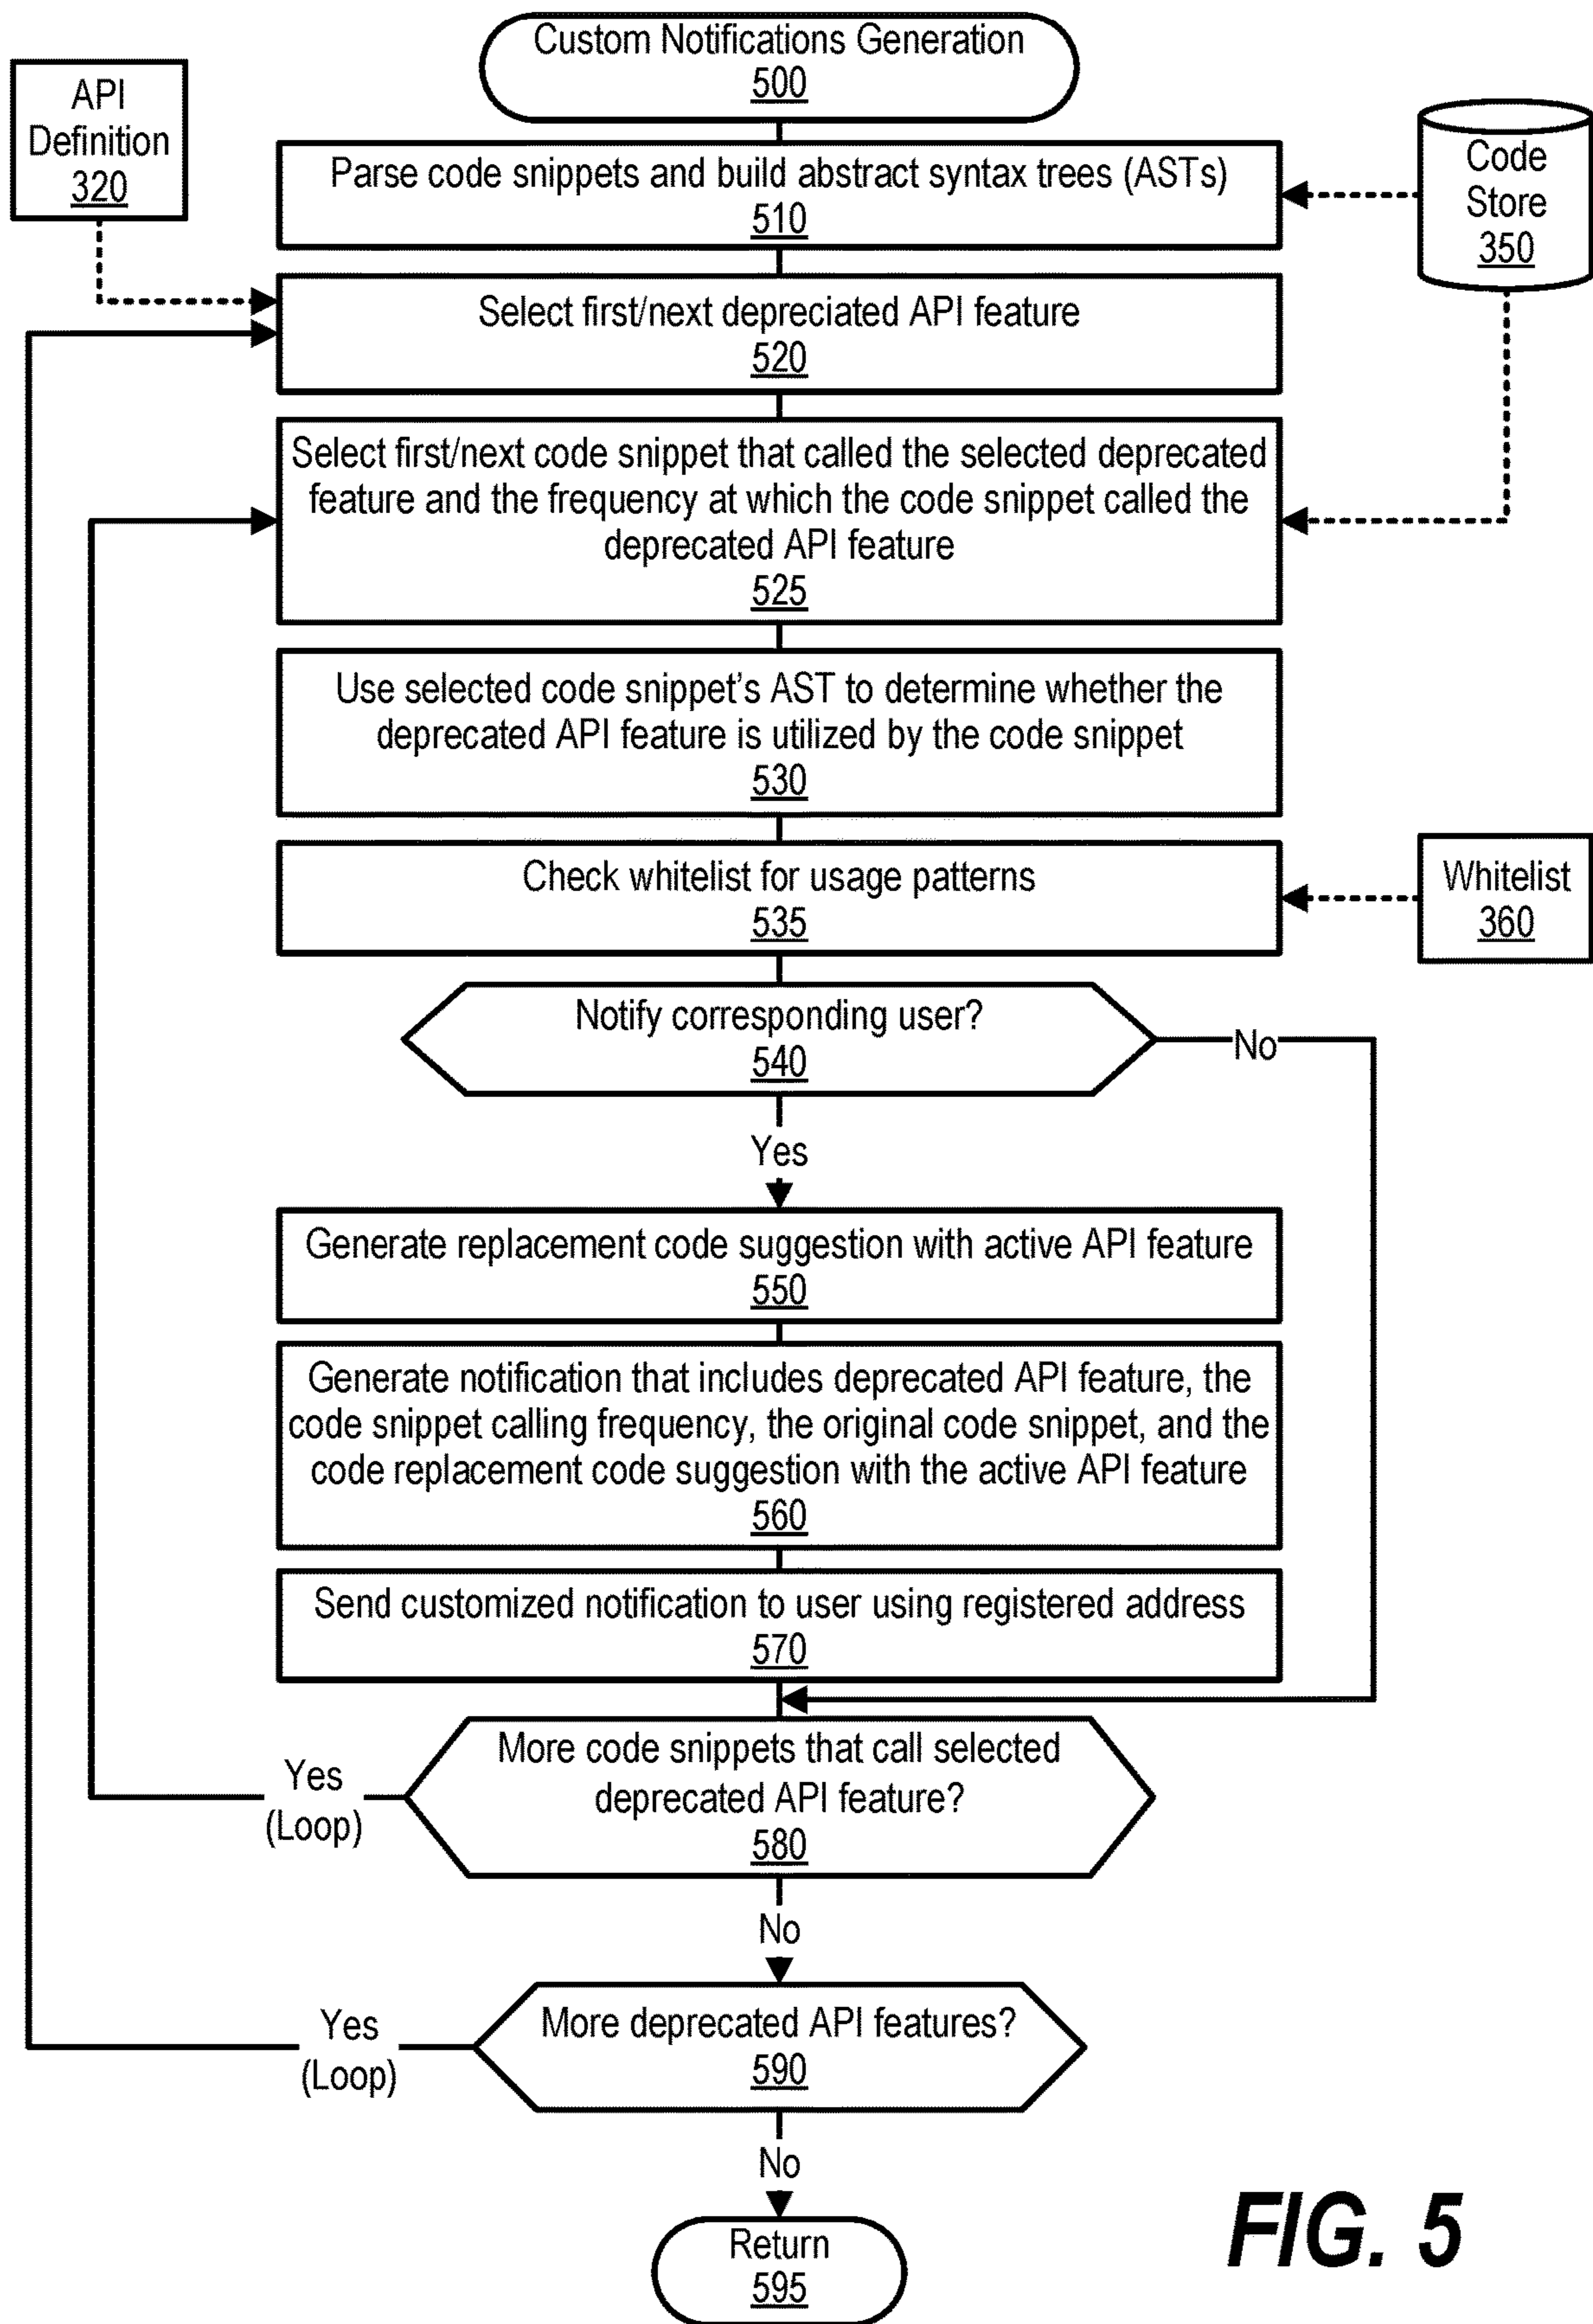 Custom Notifications Generation
500
API
Definition
320
Parse code snippets and build abstract syntax trees (ASTs)
510
Code
Store
350
Select first/next depreciated API feature
520
Select first/next code snippet that called the selected deprecated
feature and the frequency at which the code snippet called the
deprecated API feature
525
Use selected code snippet's AST to determine whether the
deprecated API feature is utilized by the code snippet
530
Check whitelist for usage patterns
535
Whitelist
360
Notify corresponding user?
540
No
Yes
Generate replacement code suggestion with active API feature
550
Generate notification that includes deprecated API feature, the
code snippet calling frequency, the original code snippet, and the
code replacement code suggestion with the active API feature
560
Send customized notification to user using registered address
570
More code snippets that call selected
deprecated API feature?
580
Yes
(Loop)
No
More deprecated API features?
590
Yes
(Loop)
No
Return
595
FIG. 5